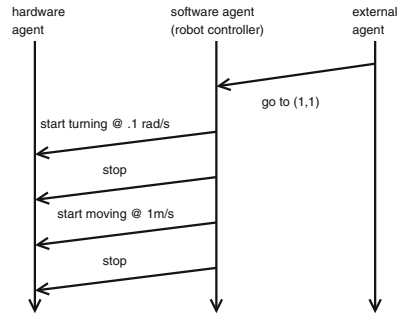 hardware
agent
software agent
(robot controller)
external
agent
go to (1,1)
start turning @ .1 rad/s
stop
start moving @ 1m/s
stop